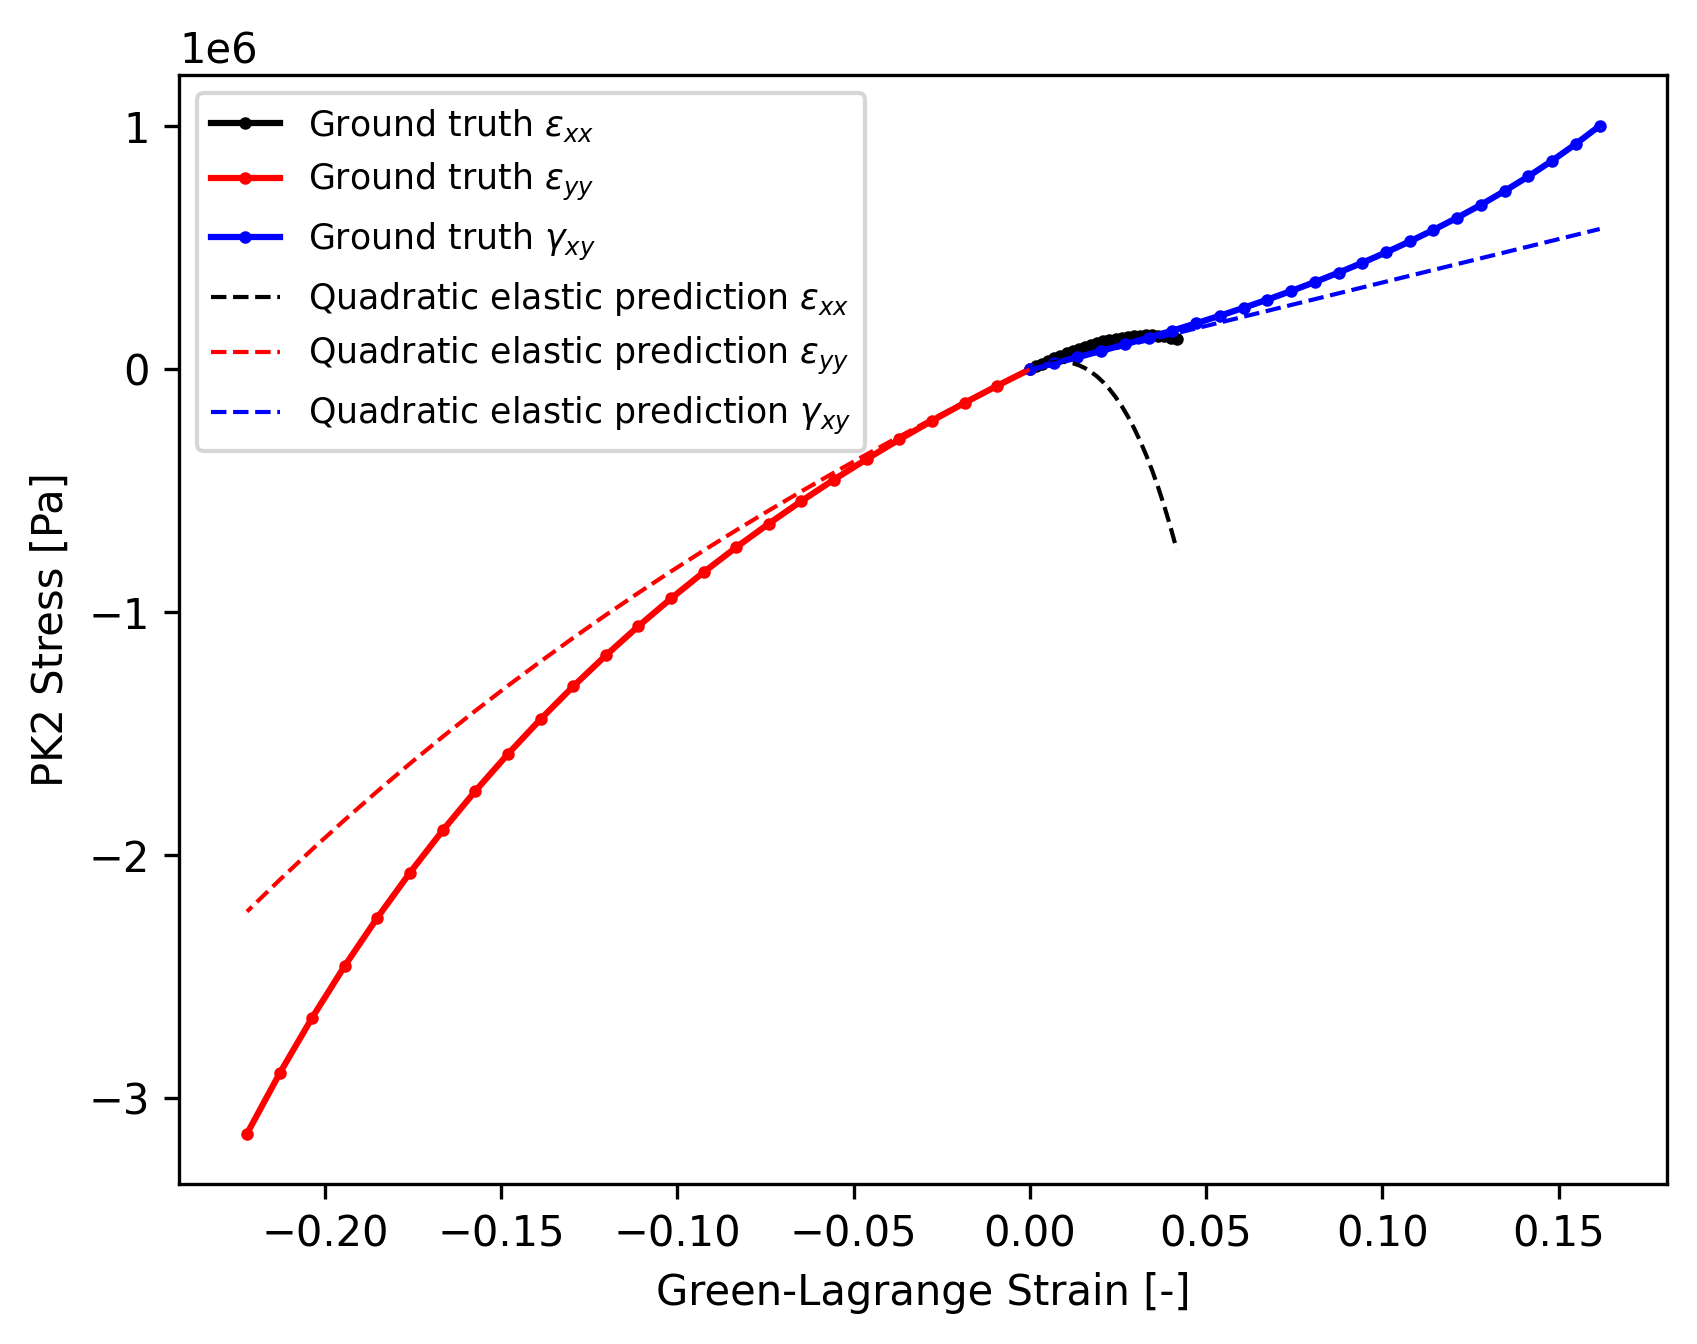 1e6
Ground truth εxx
Ground truth εyy
Ground truth γxy
Quadratic elastic prediction εxx
Quadratic elastic prediction εyy
Quadratic elastic prediction γxy
1
0
−1
−2
−3
PK2 Stress [Pa]
−0.20 −0.15 −0.10 −0.05 0.00 0.05 0.10 0.15
Green-Lagrange Strain [-]